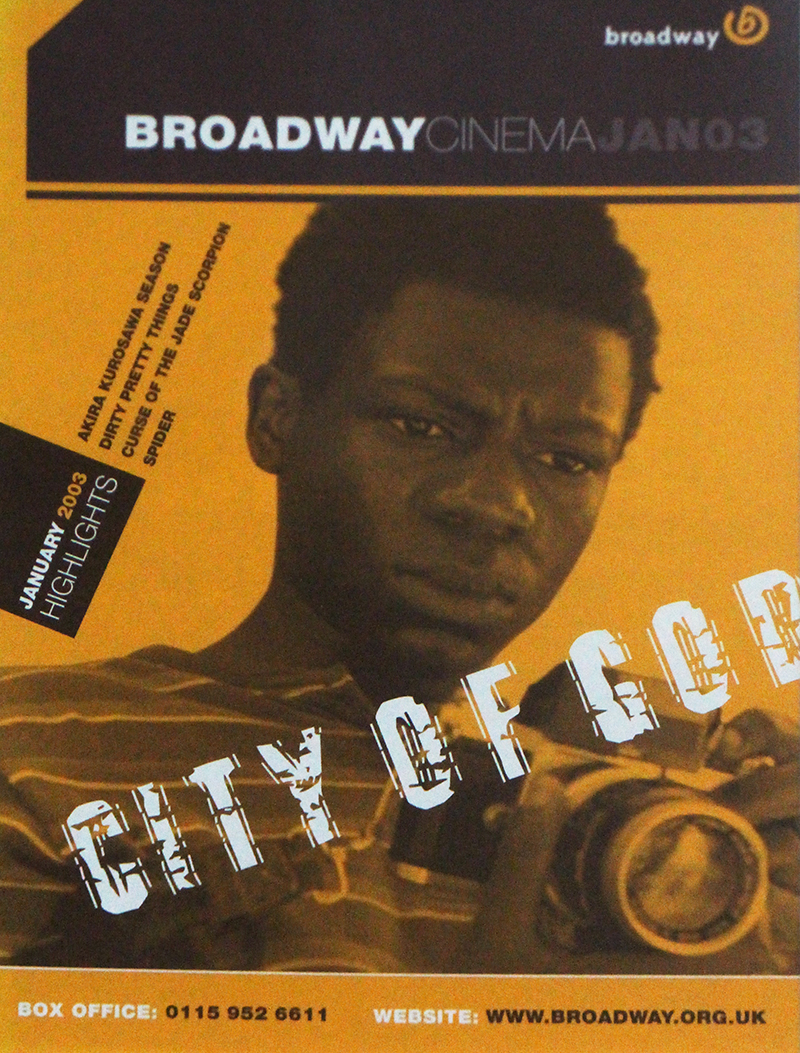 broadway
BROADWAYCINEMAJAN03
AKIRA KUROSAWA SEASON
DIRTY PRETTY THINGS
CURSE OF THE JADE SCORPION
SPIDER
JANUARY 2003
HIGHLIGHTS
CITY OF GOD
BOX OFFICE: 0115 952 6611 WEBSITE: WWW.BROADWAY.ORG.UK